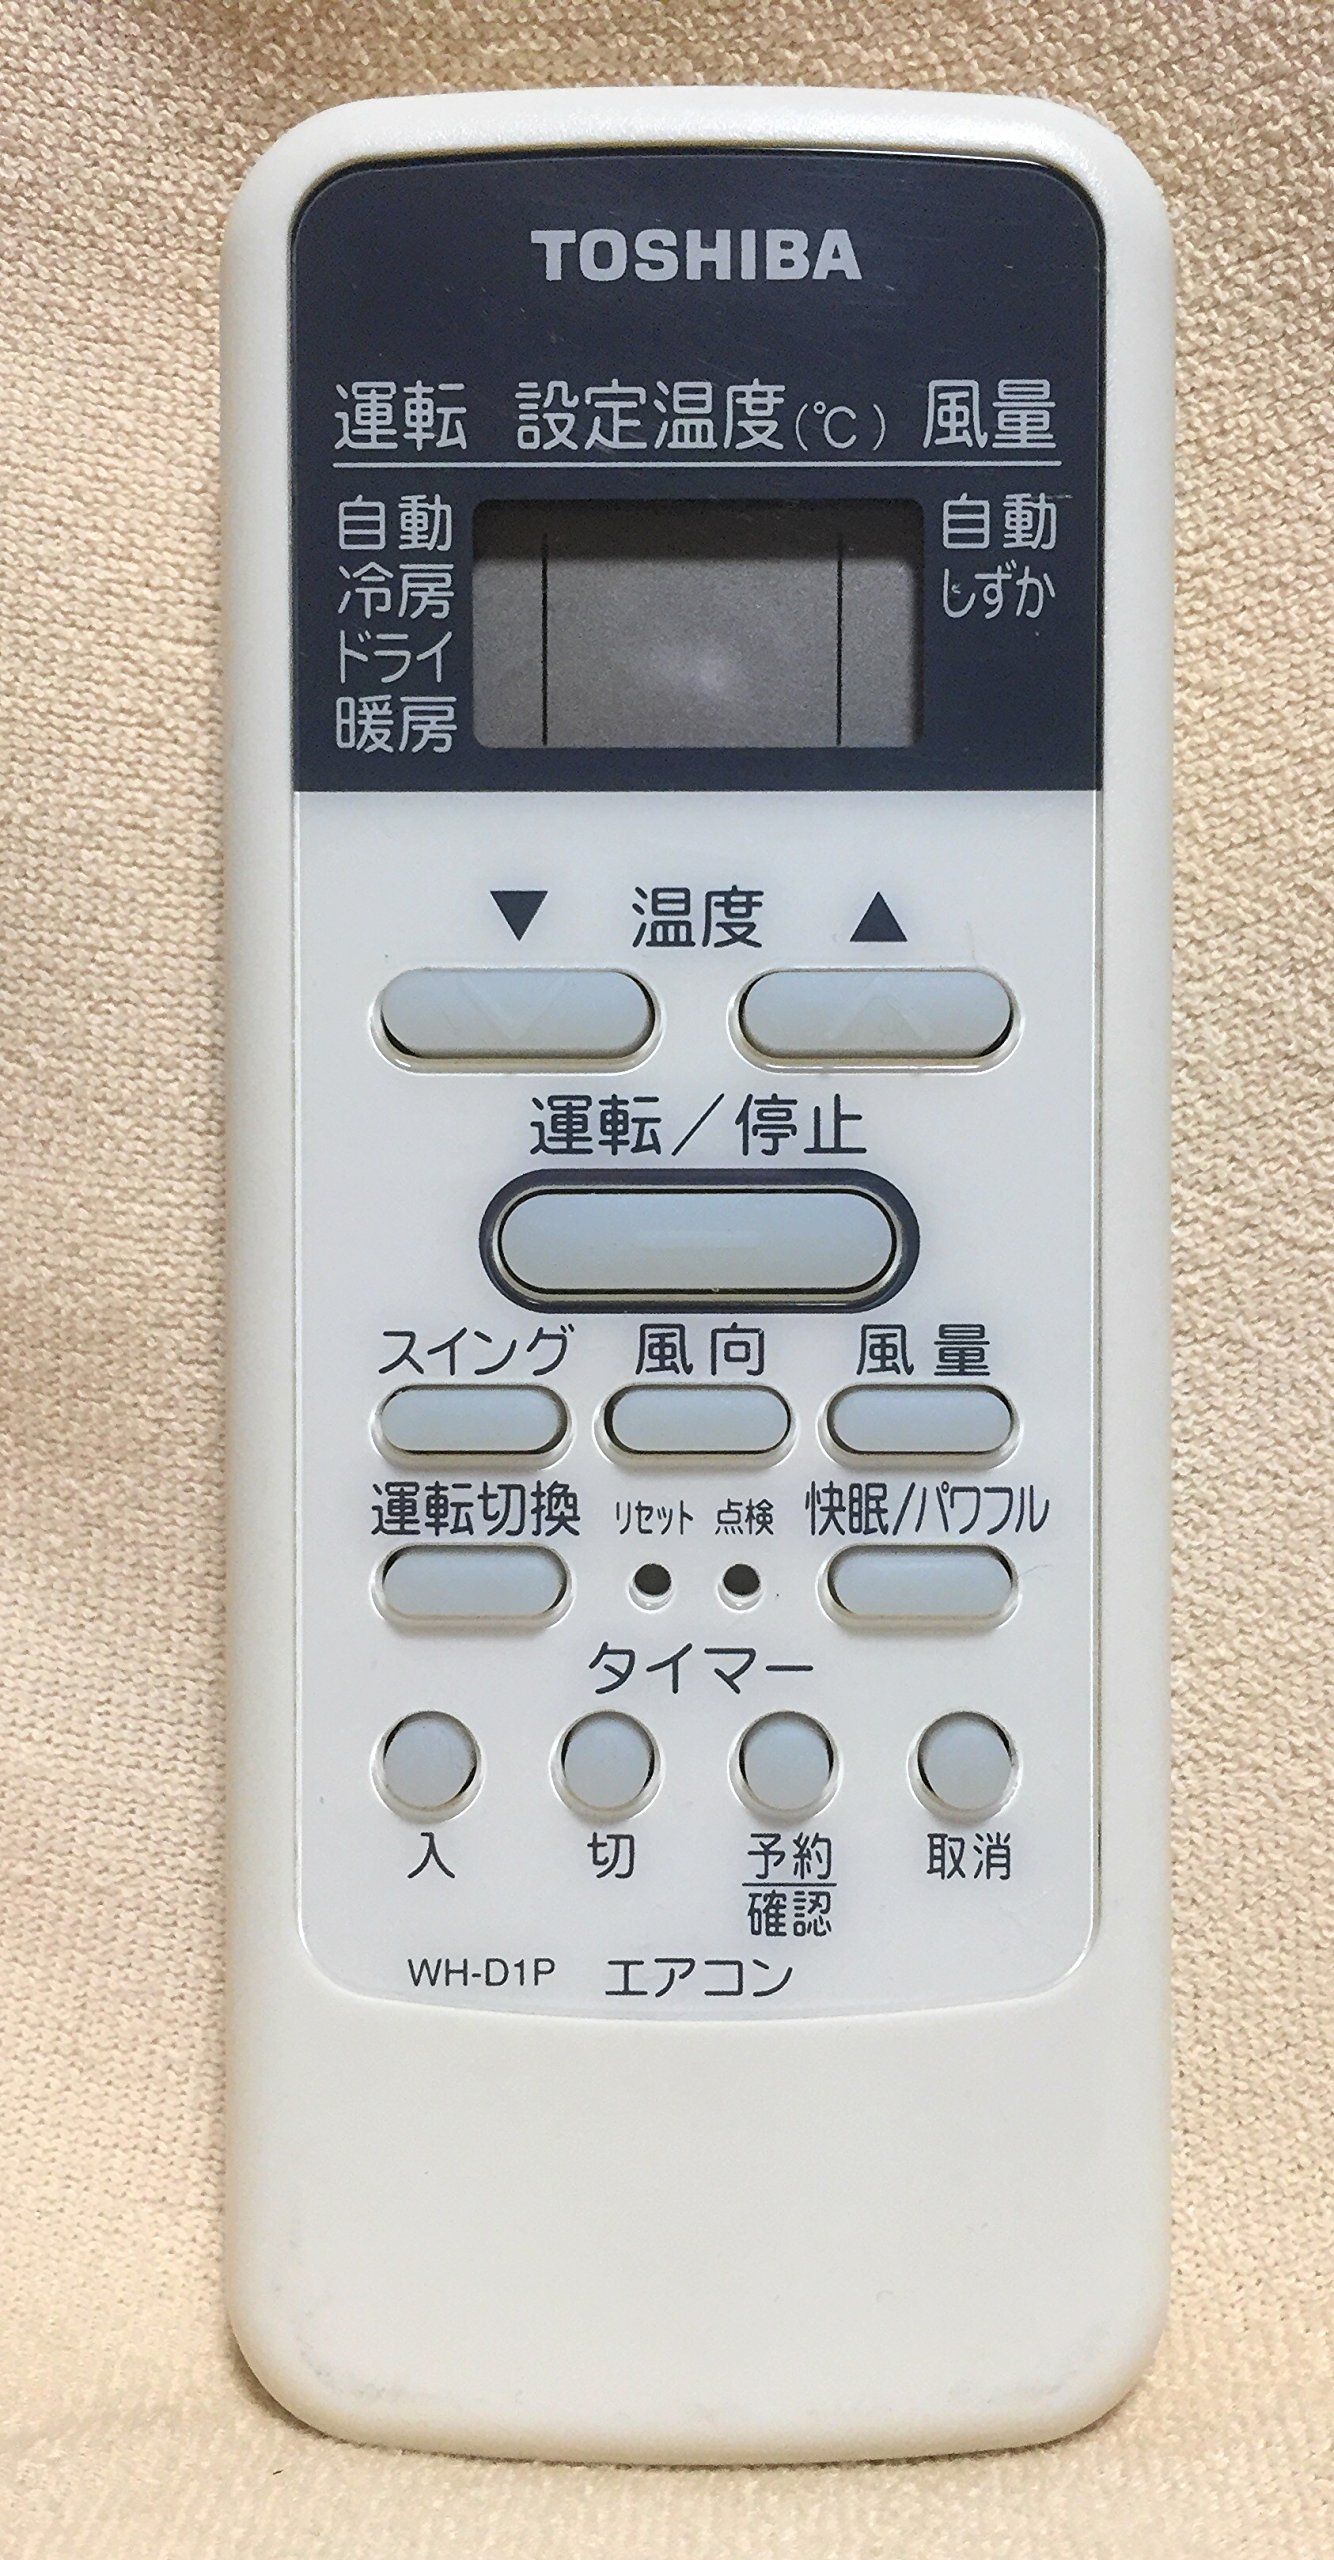 TOSHIBA
運転 設定温度(℃) 風量
自動 自動
冷房 しずか
ドライ
暖房
▼ 温度 ▲
運転／停止
スイング 風向 風量
運転切換 リセット 点検 快眠/パワフル
タイマー
入 切 予約 取消
確認
WH-D1P エアコン